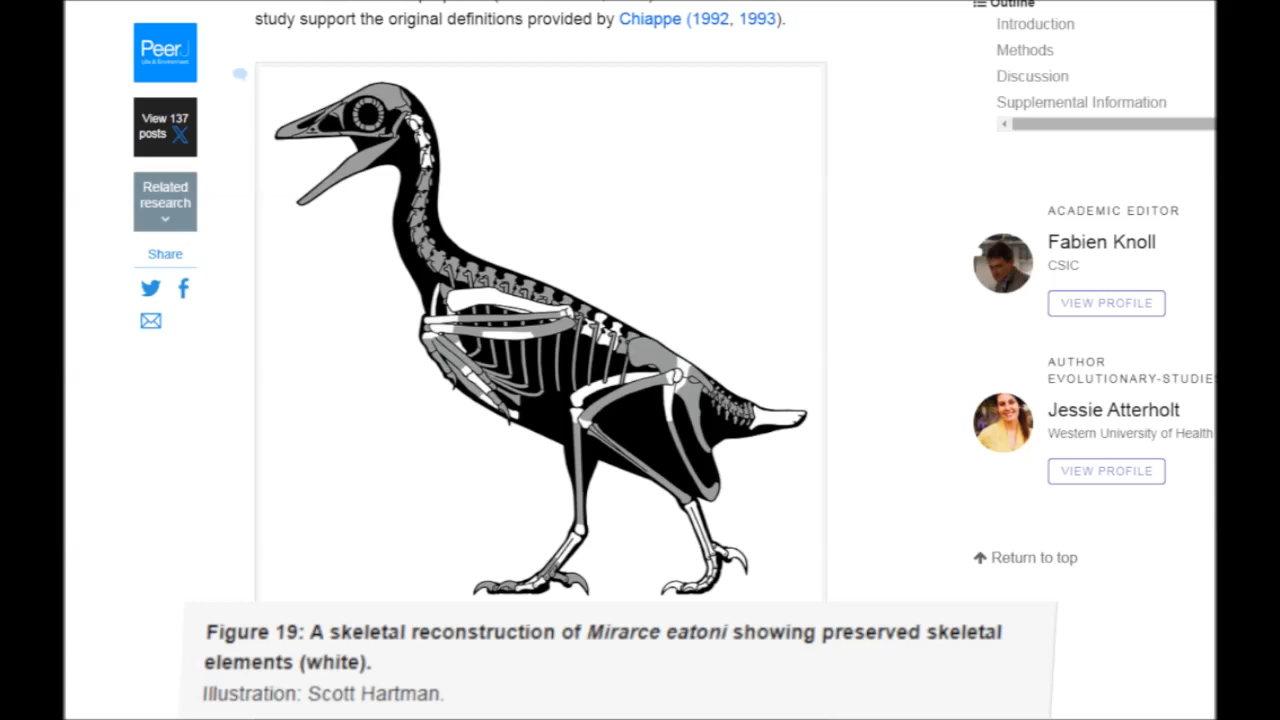 study support the original definitions provided by Chiappe (1992, 1993).
PeerJ
Life & Environment
View 137
posts X
Related
research
Share
Outline
Introduction
Methods
Discussion
Supplemental Information
ACADEMIC EDITOR
Fabien Knoll
CSIC
VIEW PROFILE
AUTHOR
EVOLUTIONARY-STUDIE
Jessie Atterholt
Western University of Health
VIEW PROFILE
Return to top
Figure 19: A skeletal reconstruction of Mirarce eatoni showing preserved skeletal
elements (white).
Illustration: Scott Hartman.